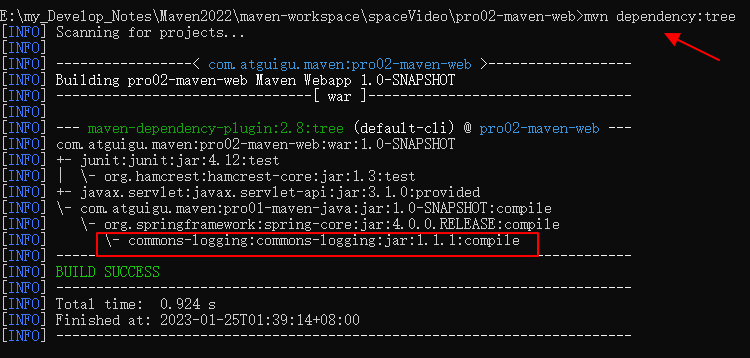 E:\my_Develop_Notes\Maven2022\maven-workspace\spaceVideo\pro02-maven-web>mvn dependency:tree
[INFO] Scanning for projects...
[INFO]
[INFO] -----------------< com.atguigu.maven:pro02-maven-web >------------------
[INFO] Building pro02-maven-web Maven Webapp 1.0-SNAPSHOT
[INFO] --------------------------------[ war ]---------------------------------
[INFO]
[INFO] --- maven-dependency-plugin:2.8:tree (default-cli) @ pro02-maven-web ---
[INFO] com.atguigu.maven:pro02-maven-web:war:1.0-SNAPSHOT
[INFO] +- junit:junit:jar:4.12:test
[INFO] |  \- org.hamcrest:hamcrest-core:jar:1.3:test
[INFO] +- javax.servlet:javax.servlet-api:jar:3.1.0:provided
[INFO] \- com.atguigu.maven:pro01-maven-java:jar:1.0-SNAPSHOT:compile
[INFO]    \- org.springframework:spring-core:jar:4.0.0.RELEASE:compile
[INFO]       \- commons-logging:commons-logging:jar:1.1.1:compile
[INFO] ------------------------------------------------------------------------
[INFO] BUILD SUCCESS
[INFO] ------------------------------------------------------------------------
[INFO] Total time:  0.924 s
[INFO] Finished at: 2023-01-25T01:39:14+08:00
[INFO] ------------------------------------------------------------------------